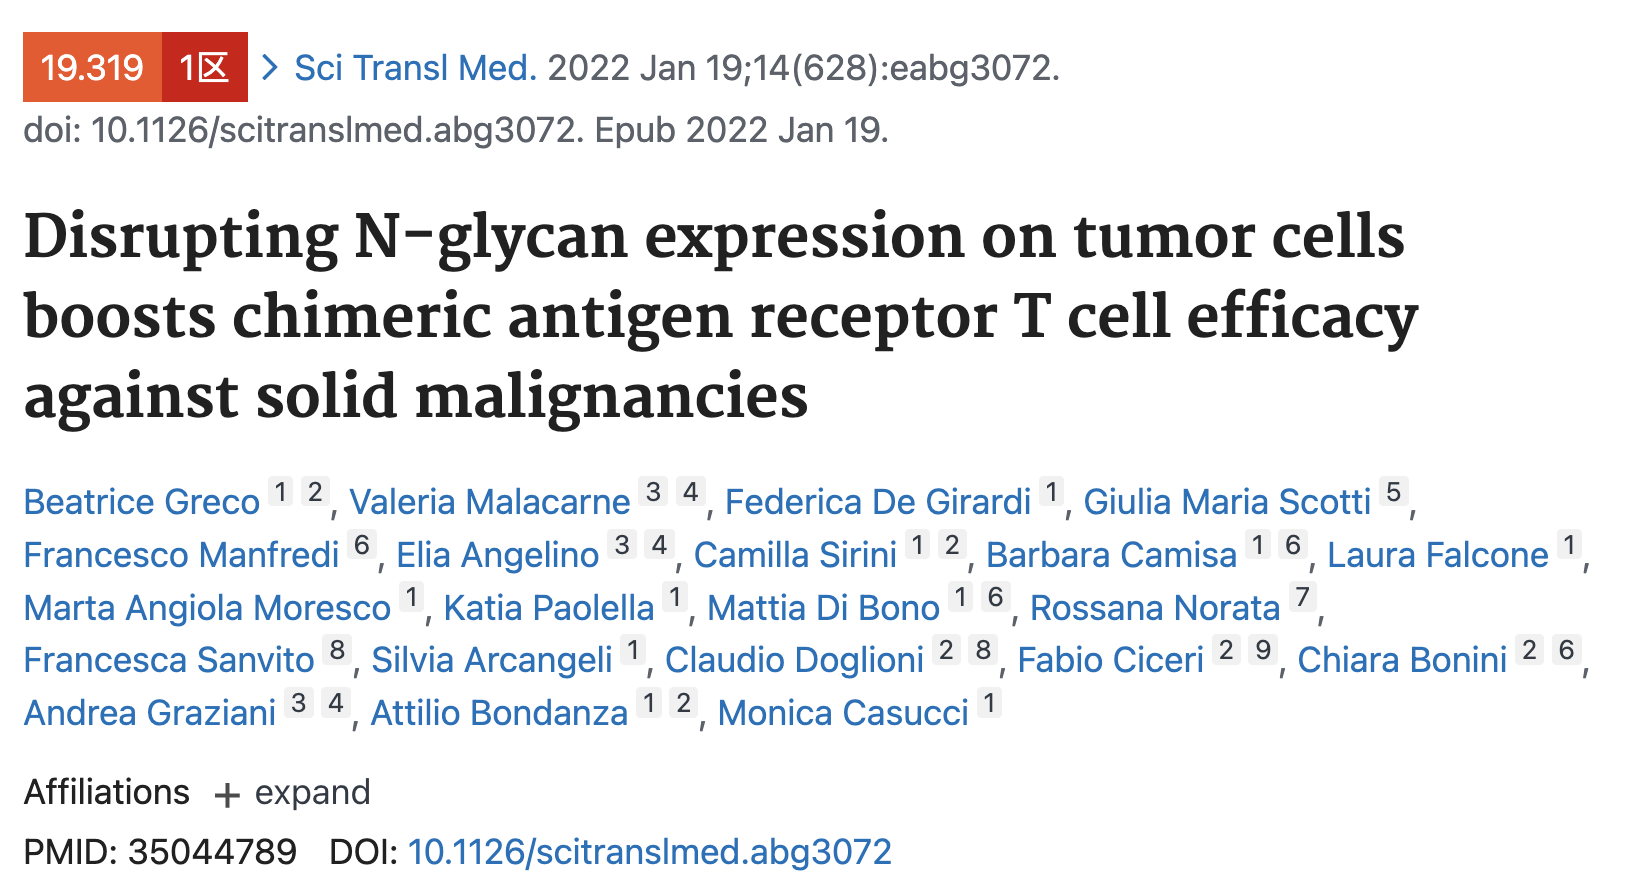 19.319 1区 > Sci Transl Med. 2022 Jan 19;14(628):eabg3072.
doi: 10.1126/scitranslmed.abg3072. Epub 2022 Jan 19.
Disrupting N-glycan expression on tumor cells
boosts chimeric antigen receptor T cell efficacy
against solid malignancies
Beatrice Greco 1 2, Valeria Malacarne 3 4, Federica De Girardi 1, Giulia Maria Scotti 5,
Francesco Manfredi 6, Elia Angelino 3 4, Camilla Sirini 1 2, Barbara Camisa 1 6, Laura Falcone 1,
Marta Angiola Moresco 1, Katia Paolella 1, Mattia Di Bono 1 6, Rossana Norata 7,
Francesca Sanvito 8, Silvia Arcangeli 1, Claudio Doglioni 2 8, Fabio Ciceri 2 9, Chiara Bonini 2 6,
Andrea Graziani 3 4, Attilio Bondanza 1 2, Monica Casucci 1
Affiliations + expand
PMID: 35044789 DOI: 10.1126/scitranslmed.abg3072